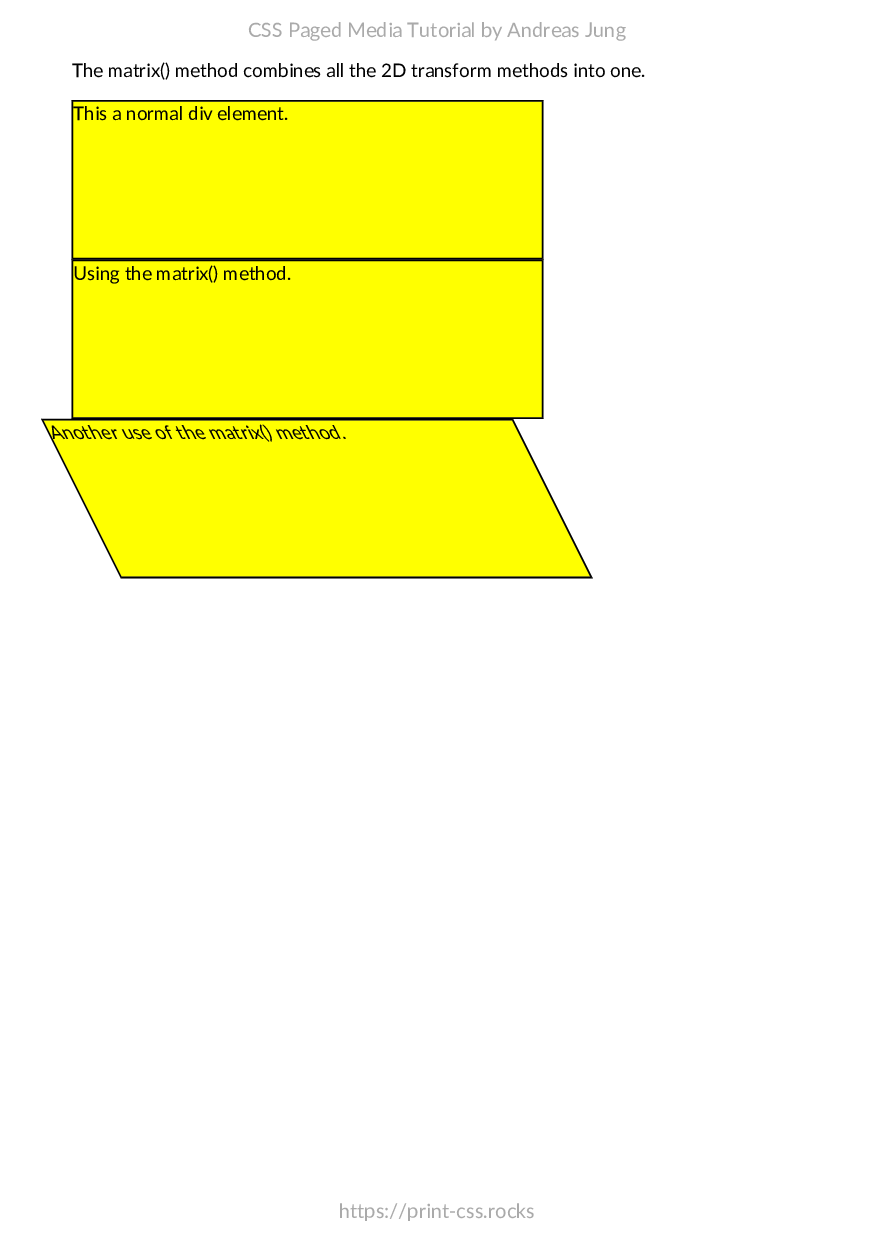 CSS Paged Media Tutorial by Andreas Jung
The matrix() method combines all the 2D transform methods into one.
This a normal div element.
Using the matrix() method.
Another use of the matrix() method.
https://print-css.rocks